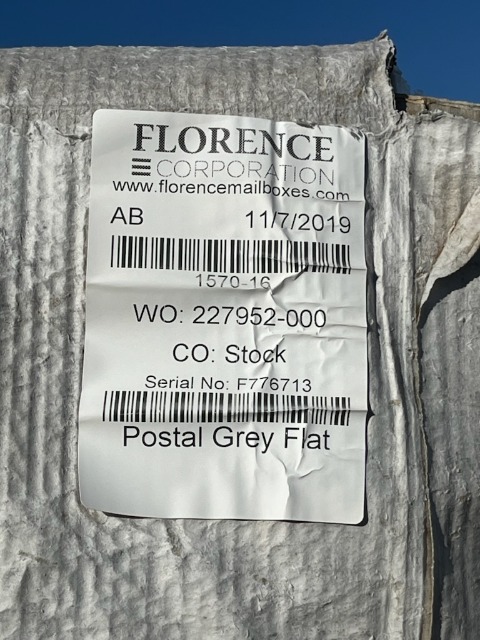 FLORENCE
CORPORATION
www.florencemailboxes.com
AB 11/7/2019
1570-16
WO: 227952-000
CO: Stock
Serial No: F776713
Postal Grey Flat